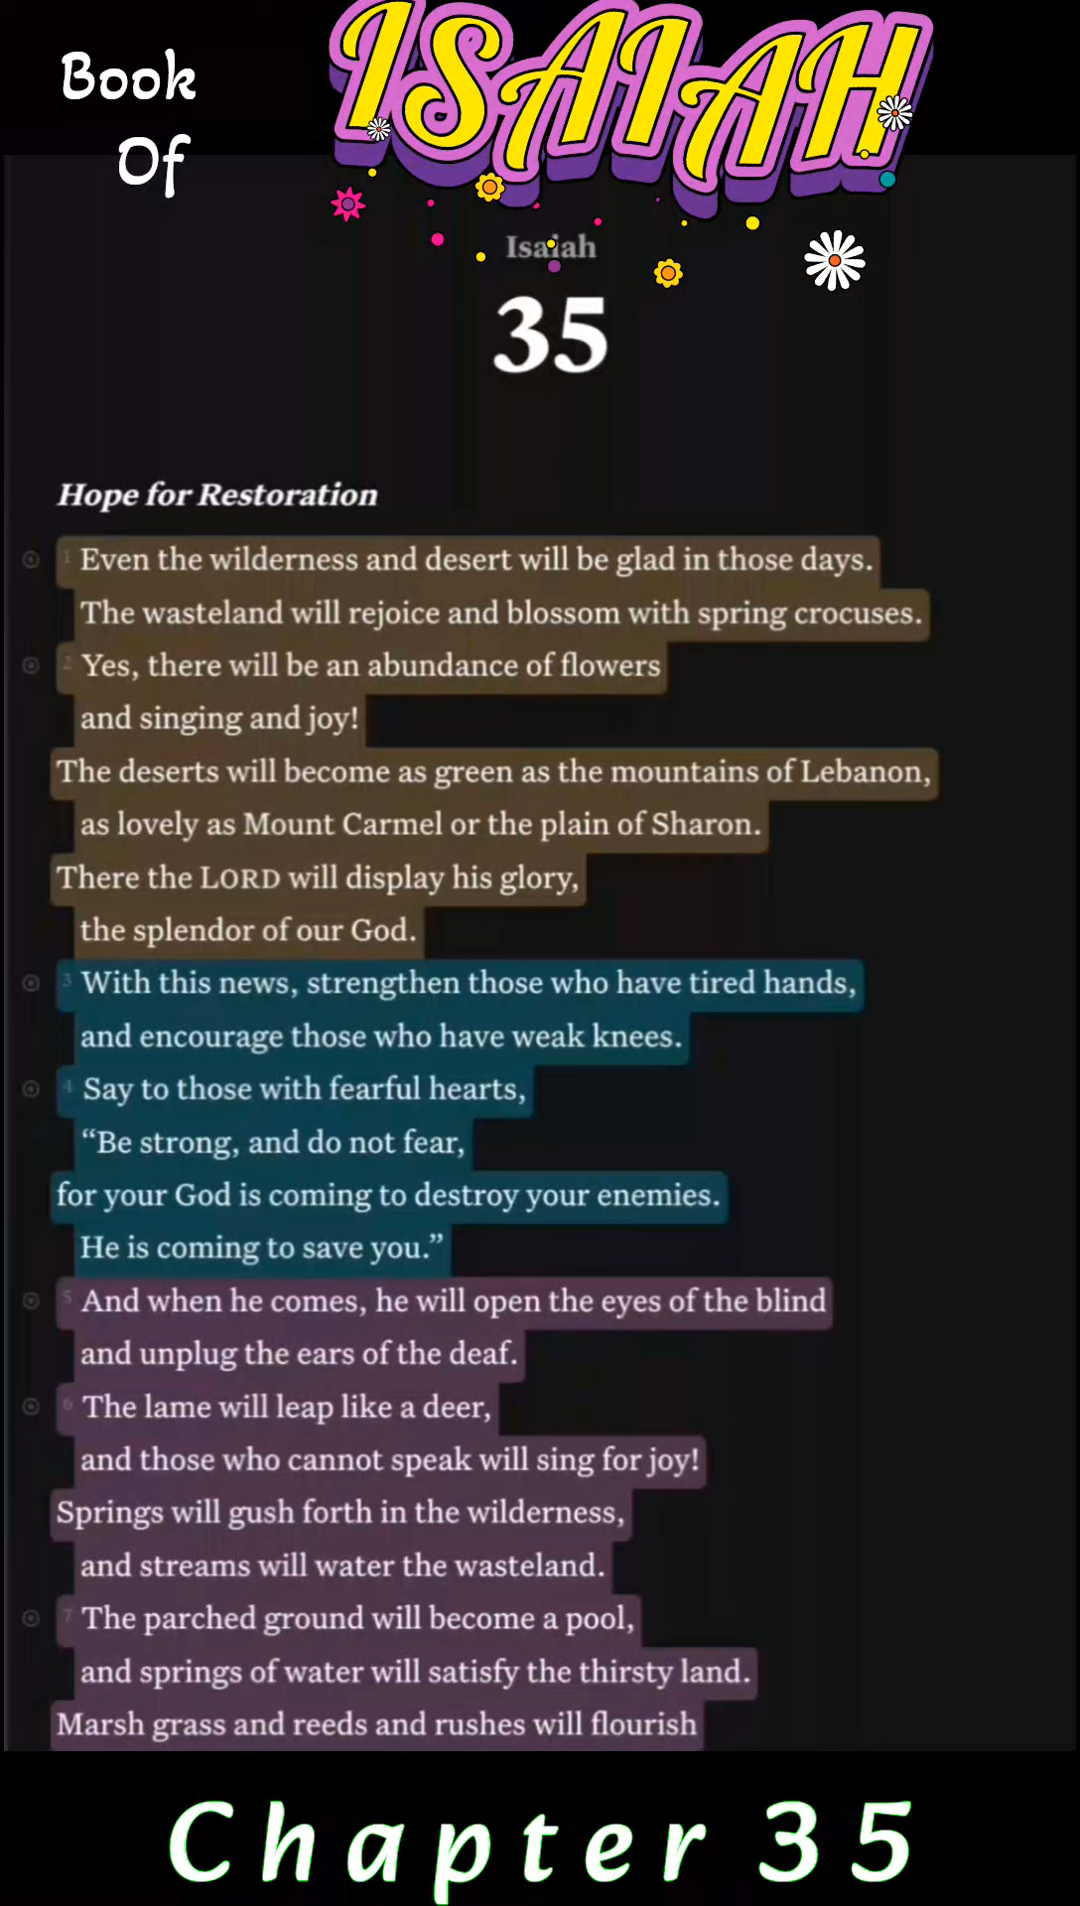 Book
Of
ISAIAH
Isaiah
35
Hope for Restoration
1 Even the wilderness and desert will be glad in those days.
The wasteland will rejoice and blossom with spring crocuses.
2 Yes, there will be an abundance of flowers
and singing and joy!
The deserts will become as green as the mountains of Lebanon,
as lovely as Mount Carmel or the plain of Sharon.
There the LORD will display his glory,
the splendor of our God.
3 With this news, strengthen those who have tired hands,
and encourage those who have weak knees.
4 Say to those with fearful hearts,
“Be strong, and do not fear,
for your God is coming to destroy your enemies.
He is coming to save you.”
5 And when he comes, he will open the eyes of the blind
and unplug the ears of the deaf.
6 The lame will leap like a deer,
and those who cannot speak will sing for joy!
Springs will gush forth in the wilderness,
and streams will water the wasteland.
7 The parched ground will become a pool,
and springs of water will satisfy the thirsty land.
Marsh grass and reeds and rushes will flourish
Chapter 35